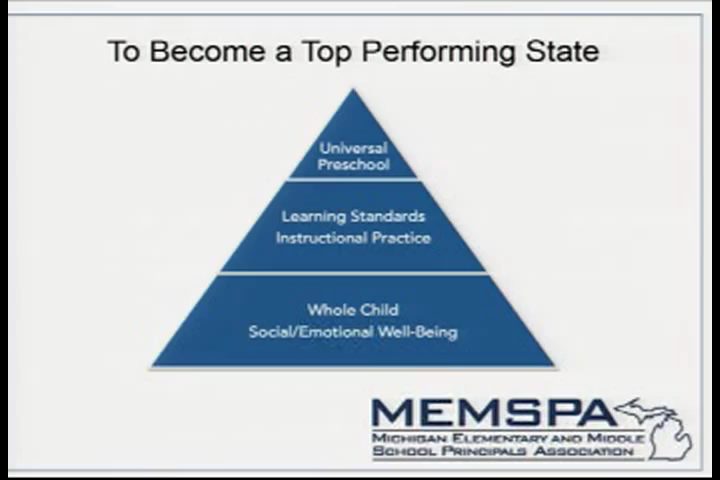 To Become a Top Performing State
Universal
Preschool
Learning Standards
Instructional Practice
Whole Child
Social/Emotional Well-Being
MEMSPA
MICHIGAN ELEMENTARY AND MIDDLE
SCHOOL PRINCIPALS ASSOCIATION